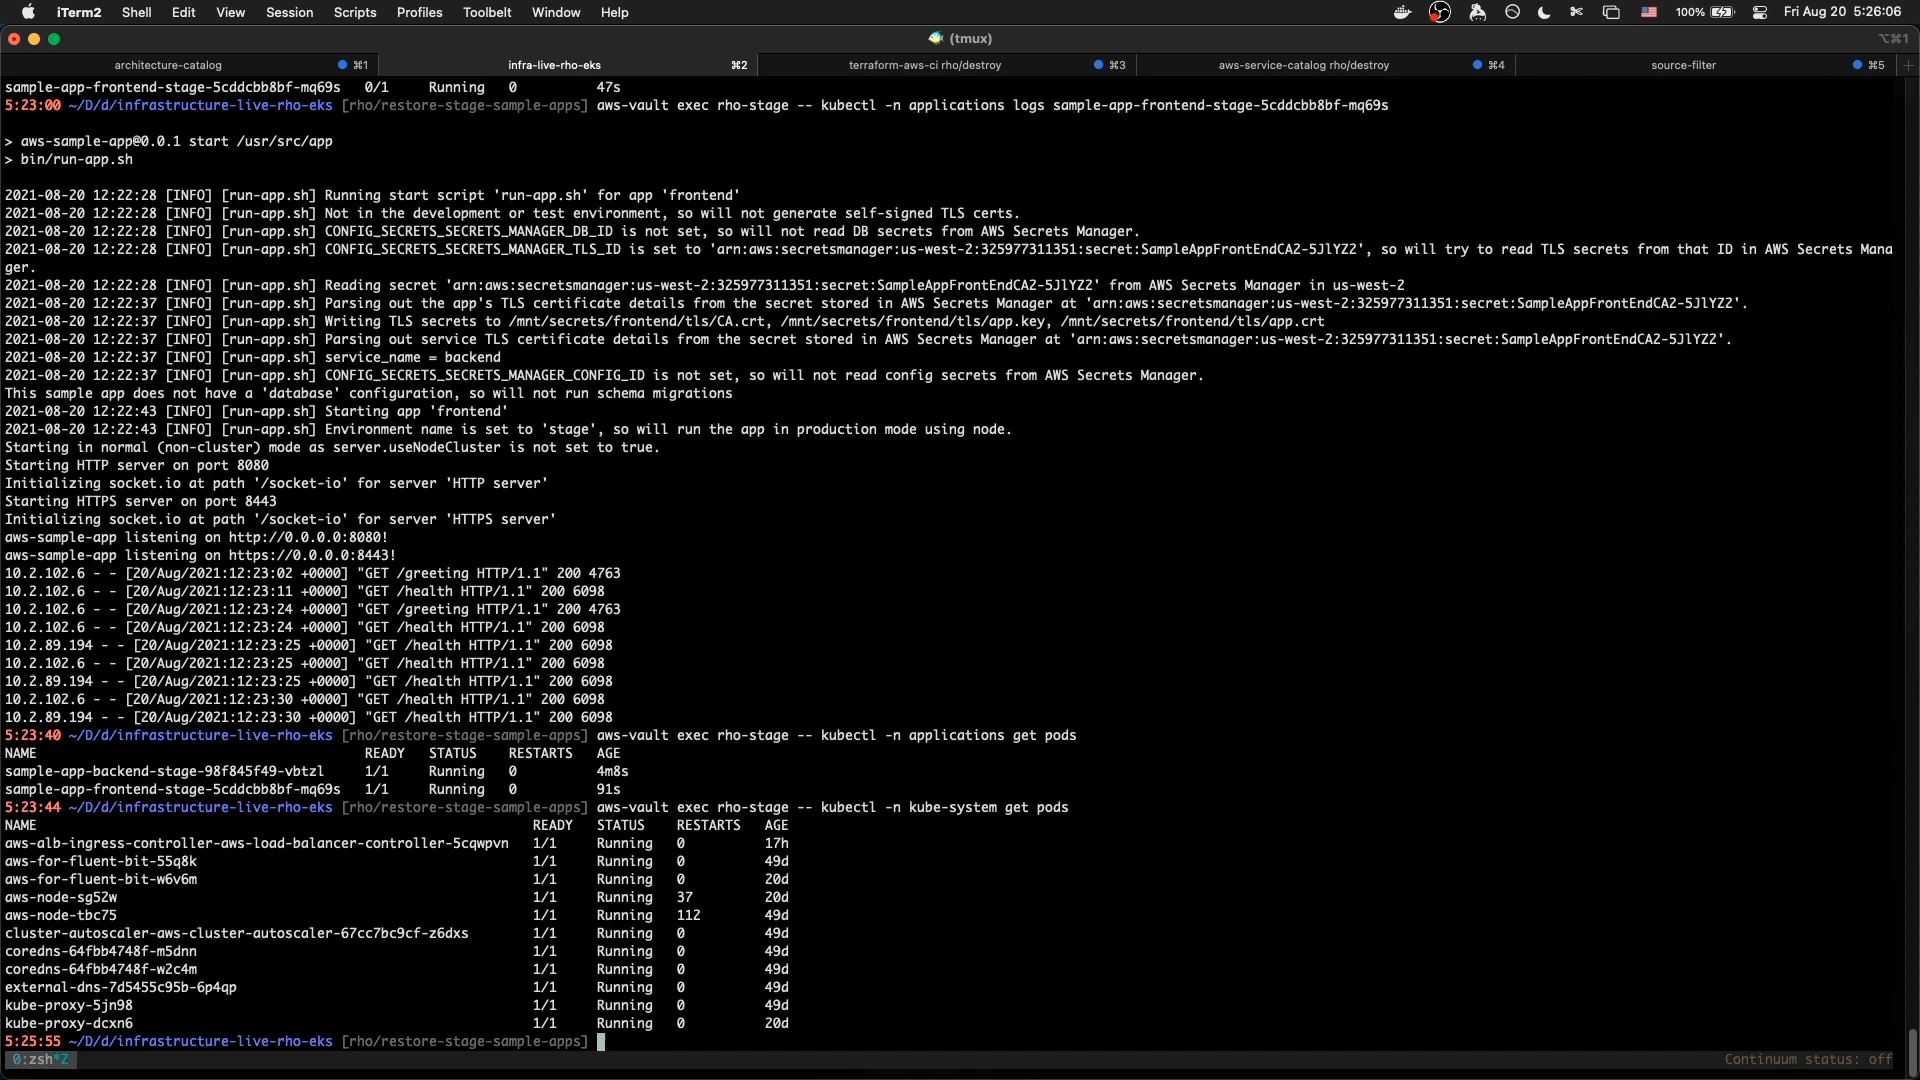 iTerm2 Shell Edit View Session Scripts Profiles Toolbelt Window Help 100% Fri Aug 20 5:26:06
(tmux) ⌥⌘1
architecture-catalog ⌘1 infra-live-rho-eks ⌘2 terraform-aws-ci rho/destroy ⌘3 aws-service-catalog rho/destroy ⌘4 source-filter ⌘5 +
sample-app-frontend-stage-5cddcbb8bf-mq69s 0/1 Running 0 47s
5:23:00 ~/D/d/infrastructure-live-rho-eks [rho/restore-stage-sample-apps] aws-vault exec rho-stage -- kubectl -n applications logs sample-app-frontend-stage-5cddcbb8bf-mq69s
> aws-sample-app@0.0.1 start /usr/src/app
> bin/run-app.sh
2021-08-20 12:22:28 [INFO] [run-app.sh] Running start script 'run-app.sh' for app 'frontend'
2021-08-20 12:22:28 [INFO] [run-app.sh] Not in the development or test environment, so will not generate self-signed TLS certs.
2021-08-20 12:22:28 [INFO] [run-app.sh] CONFIG_SECRETS_SECRETS_MANAGER_DB_ID is not set, so will not read DB secrets from AWS Secrets Manager.
2021-08-20 12:22:28 [INFO] [run-app.sh] CONFIG_SECRETS_SECRETS_MANAGER_TLS_ID is set to 'arn:aws:secretsmanager:us-west-2:325977311351:secret:SampleAppFrontEndCA2-5JlYZ2', so will try to read TLS secrets from that ID in AWS Secrets Mana
ger.
2021-08-20 12:22:28 [INFO] [run-app.sh] Reading secret 'arn:aws:secretsmanager:us-west-2:325977311351:secret:SampleAppFrontEndCA2-5JlYZ2' from AWS Secrets Manager in us-west-2
2021-08-20 12:22:37 [INFO] [run-app.sh] Parsing out the app's TLS certificate details from the secret stored in AWS Secrets Manager at 'arn:aws:secretsmanager:us-west-2:325977311351:secret:SampleAppFrontEndCA2-5JlYZ2'.
2021-08-20 12:22:37 [INFO] [run-app.sh] Writing TLS secrets to /mnt/secrets/frontend/tls/CA.crt, /mnt/secrets/frontend/tls/app.key, /mnt/secrets/frontend/tls/app.crt
2021-08-20 12:22:37 [INFO] [run-app.sh] Parsing out service TLS certificate details from the secret stored in AWS Secrets Manager at 'arn:aws:secretsmanager:us-west-2:325977311351:secret:SampleAppFrontEndCA2-5JlYZ2'.
2021-08-20 12:22:37 [INFO] [run-app.sh] service_name = backend
2021-08-20 12:22:37 [INFO] [run-app.sh] CONFIG_SECRETS_SECRETS_MANAGER_CONFIG_ID is not set, so will not read config secrets from AWS Secrets Manager.
This sample app does not have a 'database' configuration, so will not run schema migrations
2021-08-20 12:22:43 [INFO] [run-app.sh] Starting app 'frontend'
2021-08-20 12:22:43 [INFO] [run-app.sh] Environment name is set to 'stage', so will run the app in production mode using node.
Starting in normal (non-cluster) mode as server.useNodeCluster is not set to true.
Starting HTTP server on port 8080
Initializing socket.io at path '/socket-io' for server 'HTTP server'
Starting HTTPS server on port 8443
Initializing socket.io at path '/socket-io' for server 'HTTPS server'
aws-sample-app listening on http://0.0.0.0:8080!
aws-sample-app listening on https://0.0.0.0:8443!
10.2.102.6 - - [20/Aug/2021:12:23:02 +0000] "GET /greeting HTTP/1.1" 200 4763
10.2.102.6 - - [20/Aug/2021:12:23:11 +0000] "GET /health HTTP/1.1" 200 6098
10.2.102.6 - - [20/Aug/2021:12:23:24 +0000] "GET /greeting HTTP/1.1" 200 4763
10.2.102.6 - - [20/Aug/2021:12:23:24 +0000] "GET /health HTTP/1.1" 200 6098
10.2.89.194 - - [20/Aug/2021:12:23:25 +0000] "GET /health HTTP/1.1" 200 6098
10.2.102.6 - - [20/Aug/2021:12:23:25 +0000] "GET /health HTTP/1.1" 200 6098
10.2.89.194 - - [20/Aug/2021:12:23:25 +0000] "GET /health HTTP/1.1" 200 6098
10.2.102.6 - - [20/Aug/2021:12:23:30 +0000] "GET /health HTTP/1.1" 200 6098
10.2.89.194 - - [20/Aug/2021:12:23:30 +0000] "GET /health HTTP/1.1" 200 6098
5:23:40 ~/D/d/infrastructure-live-rho-eks [rho/restore-stage-sample-apps] aws-vault exec rho-stage -- kubectl -n applications get pods
NAME READY STATUS RESTARTS AGE
sample-app-backend-stage-98f845f49-vbtzl 1/1 Running 0 4m8s
sample-app-frontend-stage-5cddcbb8bf-mq69s 1/1 Running 0 91s
5:23:44 ~/D/d/infrastructure-live-rho-eks [rho/restore-stage-sample-apps] aws-vault exec rho-stage -- kubectl -n kube-system get pods
NAME READY STATUS RESTARTS AGE
aws-alb-ingress-controller-aws-load-balancer-controller-5cqwpvn 1/1 Running 0 17h
aws-for-fluent-bit-55q8k 1/1 Running 0 49d
aws-for-fluent-bit-w6v6m 1/1 Running 0 20d
aws-node-sg52w 1/1 Running 37 20d
aws-node-tbc75 1/1 Running 112 49d
cluster-autoscaler-aws-cluster-autoscaler-67cc7bc9cf-z6dxs 1/1 Running 0 49d
coredns-64fbb4748f-m5dnn 1/1 Running 0 49d
coredns-64fbb4748f-w2c4m 1/1 Running 0 49d
external-dns-7d5455c95b-6p4qp 1/1 Running 0 49d
kube-proxy-5jn98 1/1 Running 0 49d
kube-proxy-dcxn6 1/1 Running 0 20d
5:25:55 ~/D/d/infrastructure-live-rho-eks [rho/restore-stage-sample-apps]
0:zsh*Z Continuum status: off